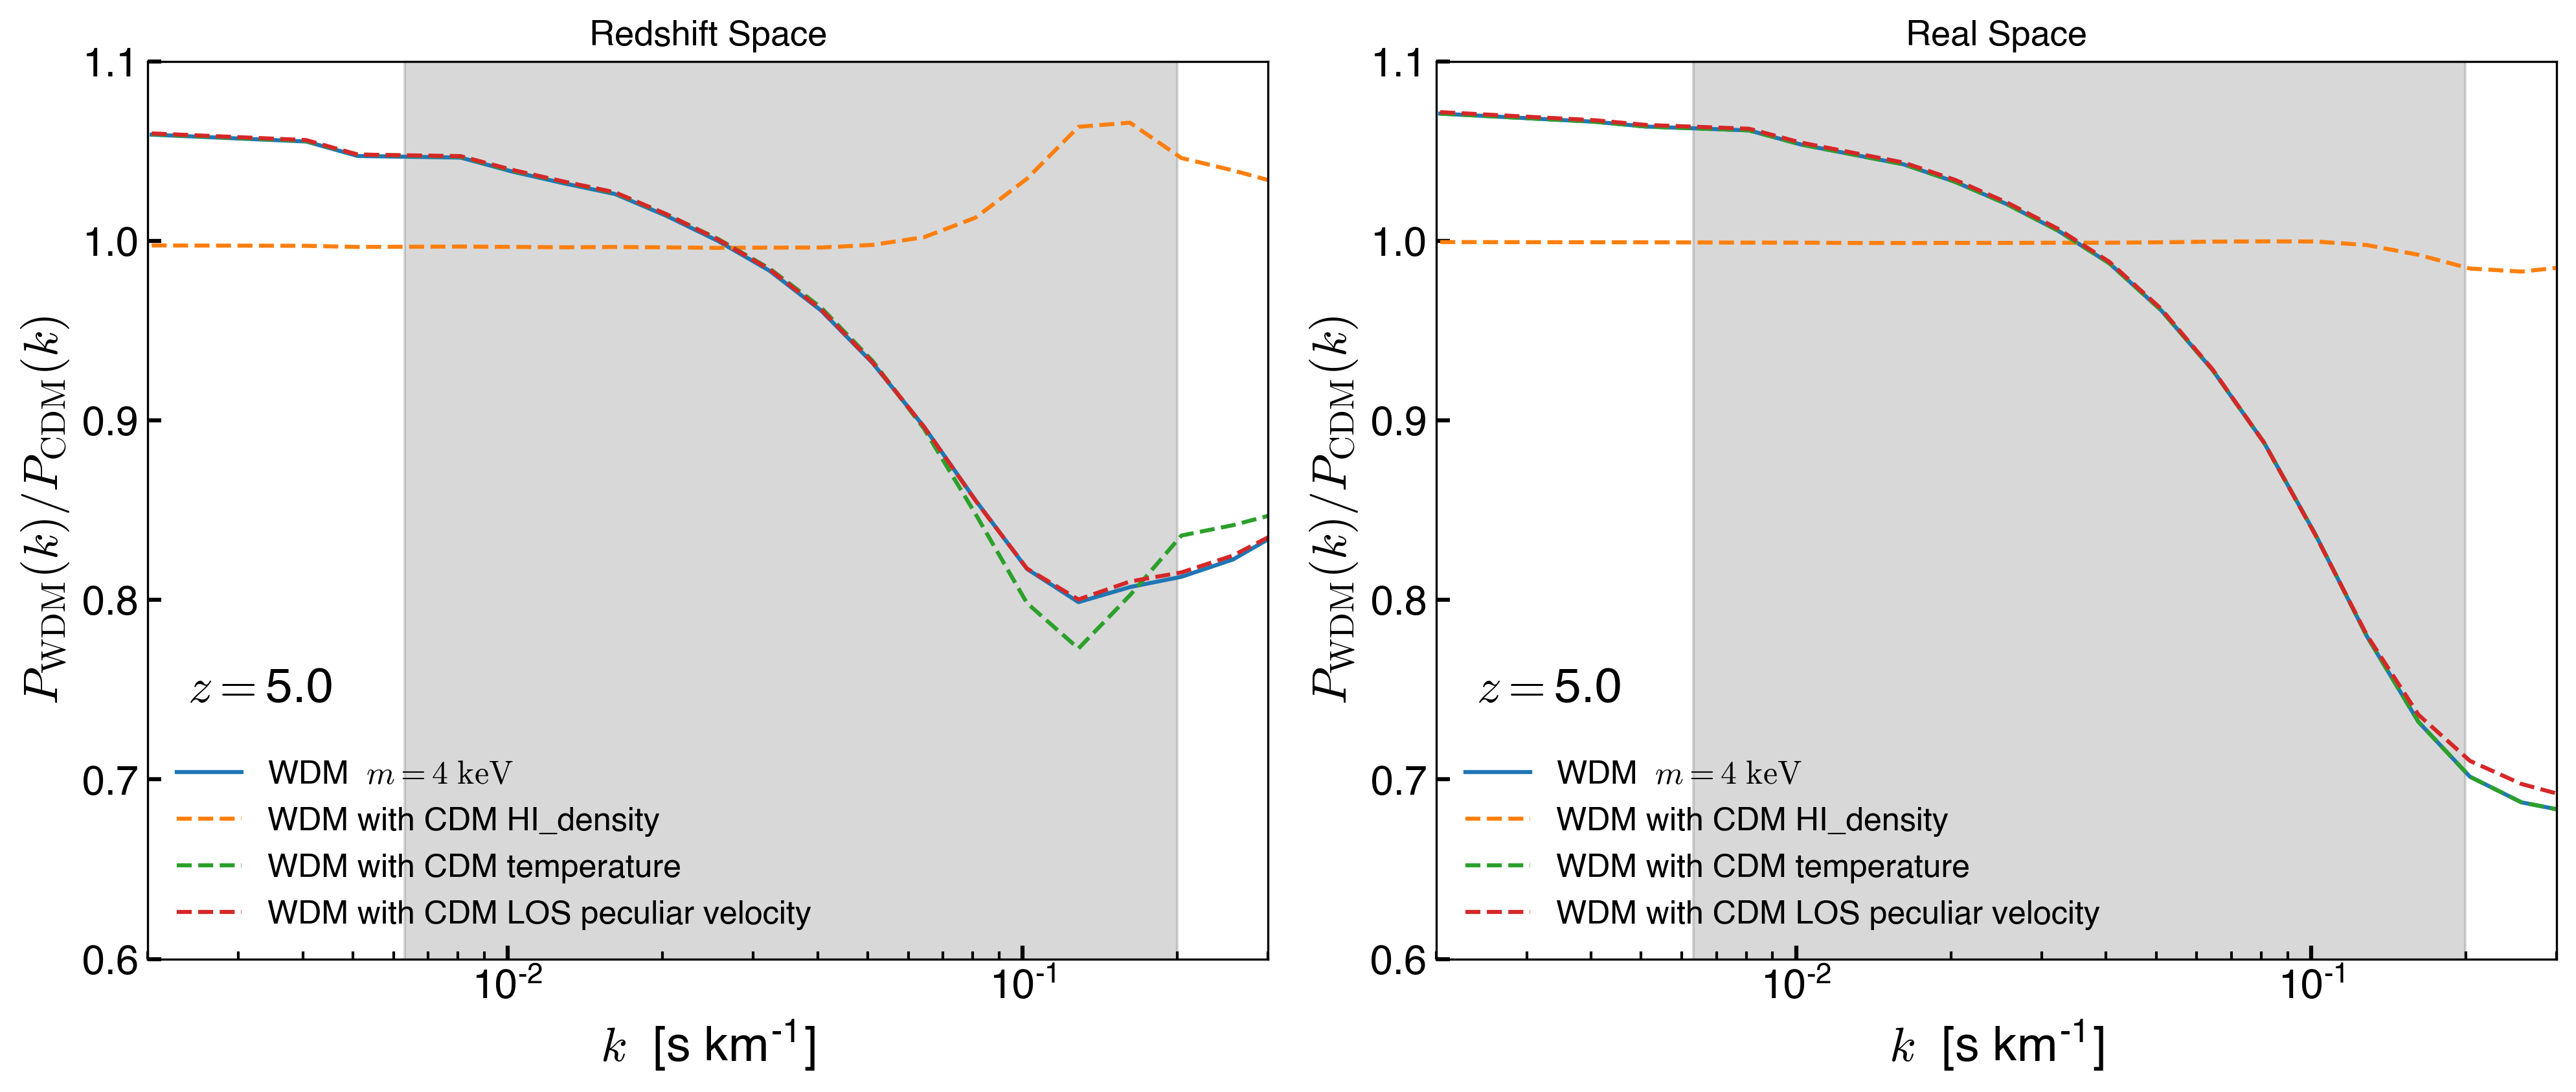 Redshift Space
1.1
1.0
0.9
0.8
0.7
0.6
P_WDM(k)/P_CDM(k)
z = 5.0
WDM m = 4 keV
WDM with CDM HI_density
WDM with CDM temperature
WDM with CDM LOS peculiar velocity
10^-2
10^-1
k [s km^-1]
Real Space
1.1
1.0
0.9
0.8
0.7
0.6
P_WDM(k)/P_CDM(k)
z = 5.0
WDM m = 4 keV
WDM with CDM HI_density
WDM with CDM temperature
WDM with CDM LOS peculiar velocity
10^-2
10^-1
k [s km^-1]